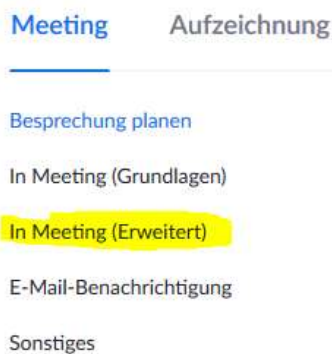 Meeting Aufzeichnung
Besprechung planen
In Meeting (Grundlagen)
In Meeting (Erweitert)
E-Mail-Benachrichtigung
Sonstiges